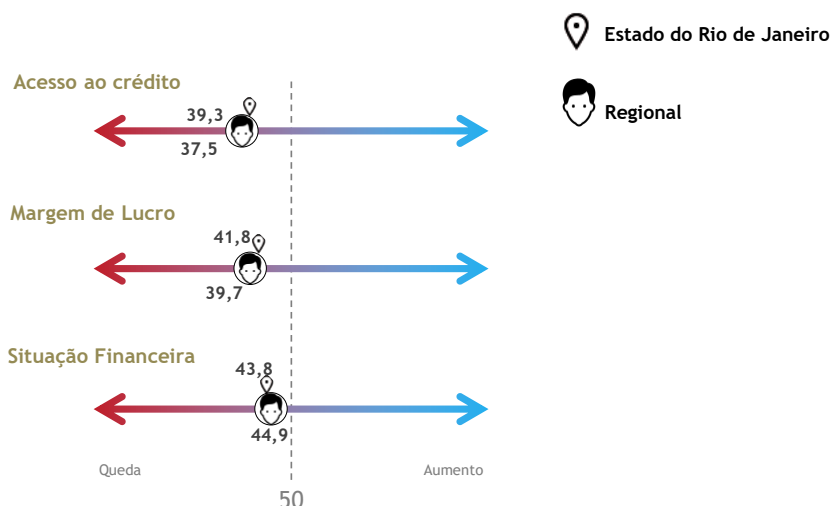 Estado do Rio de Janeiro
Regional
Acesso ao crédito
39,3
37,5
Margem de Lucro
41,8
39,7
Situação Financeira
43,8
44,9
Queda
Aumento
50